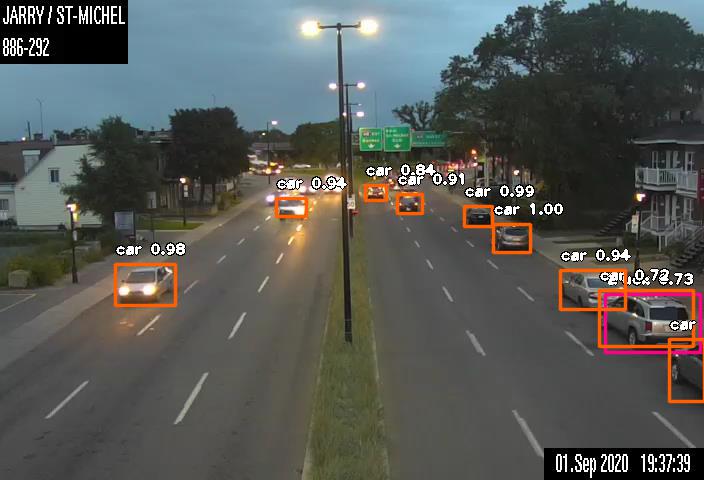 JARRY / ST-MICHEL
886-292
car 0.84
car 0.94
car 0.91
car 0.99
car 1.00
car 0.98
car 0.94
car 0.72
0.73
car
01.Sep 2020 19:37:39